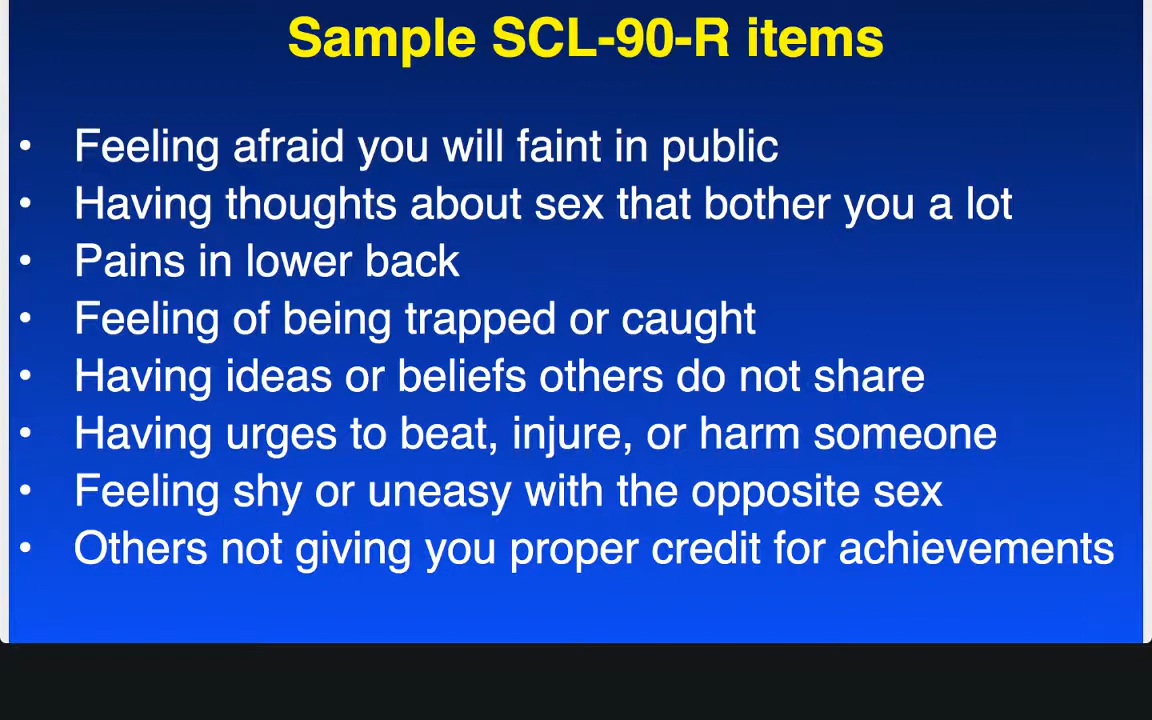 Sample SCL-90-R items
• Feeling afraid you will faint in public
• Having thoughts about sex that bother you a lot
• Pains in lower back
• Feeling of being trapped or caught
• Having ideas or beliefs others do not share
• Having urges to beat, injure, or harm someone
• Feeling shy or uneasy with the opposite sex
• Others not giving you proper credit for achievements